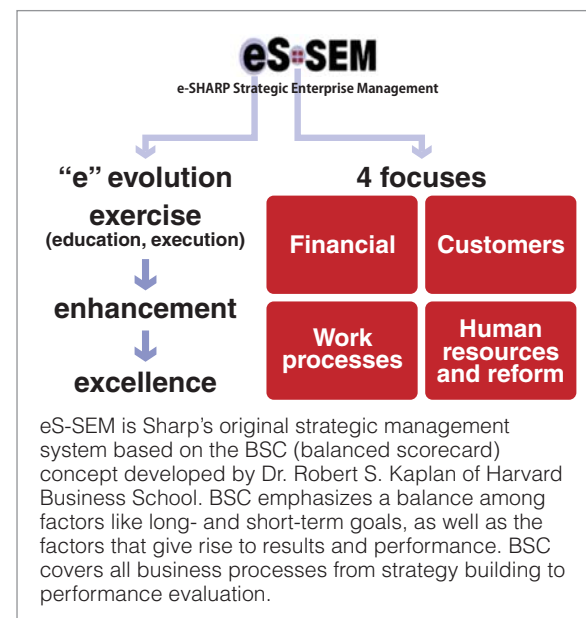 eS-SEM
e-SHARP Strategic Enterprise Management
“e” evolution
exercise
(education, execution)
enhancement
excellence
4 focuses
Financial
Customers
Work
processes
Human
resources
and reform
eS-SEM is Sharp’s original strategic management
system based on the BSC (balanced scorecard)
concept developed by Dr. Robert S. Kaplan of Harvard
Business School. BSC emphasizes a balance among
factors like long- and short-term goals, as well as the
factors that give rise to results and performance. BSC
covers all business processes from strategy building to
performance evaluation.